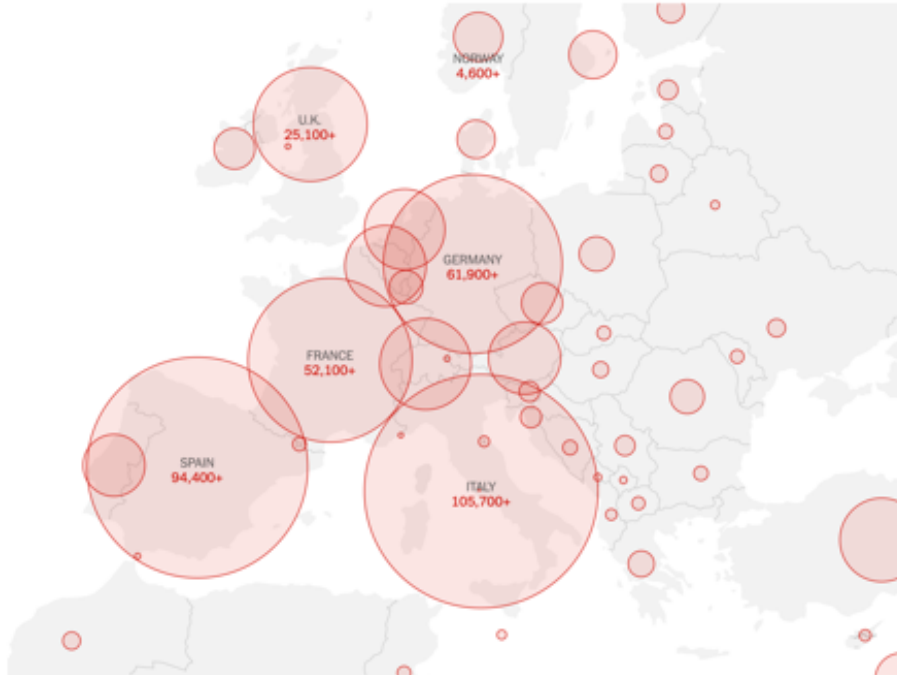 NORWAY
4,600+
U.K.
25,100+
GERMANY
61,900+
FRANCE
52,100+
SPAIN
94,400+
ITALY
105,700+